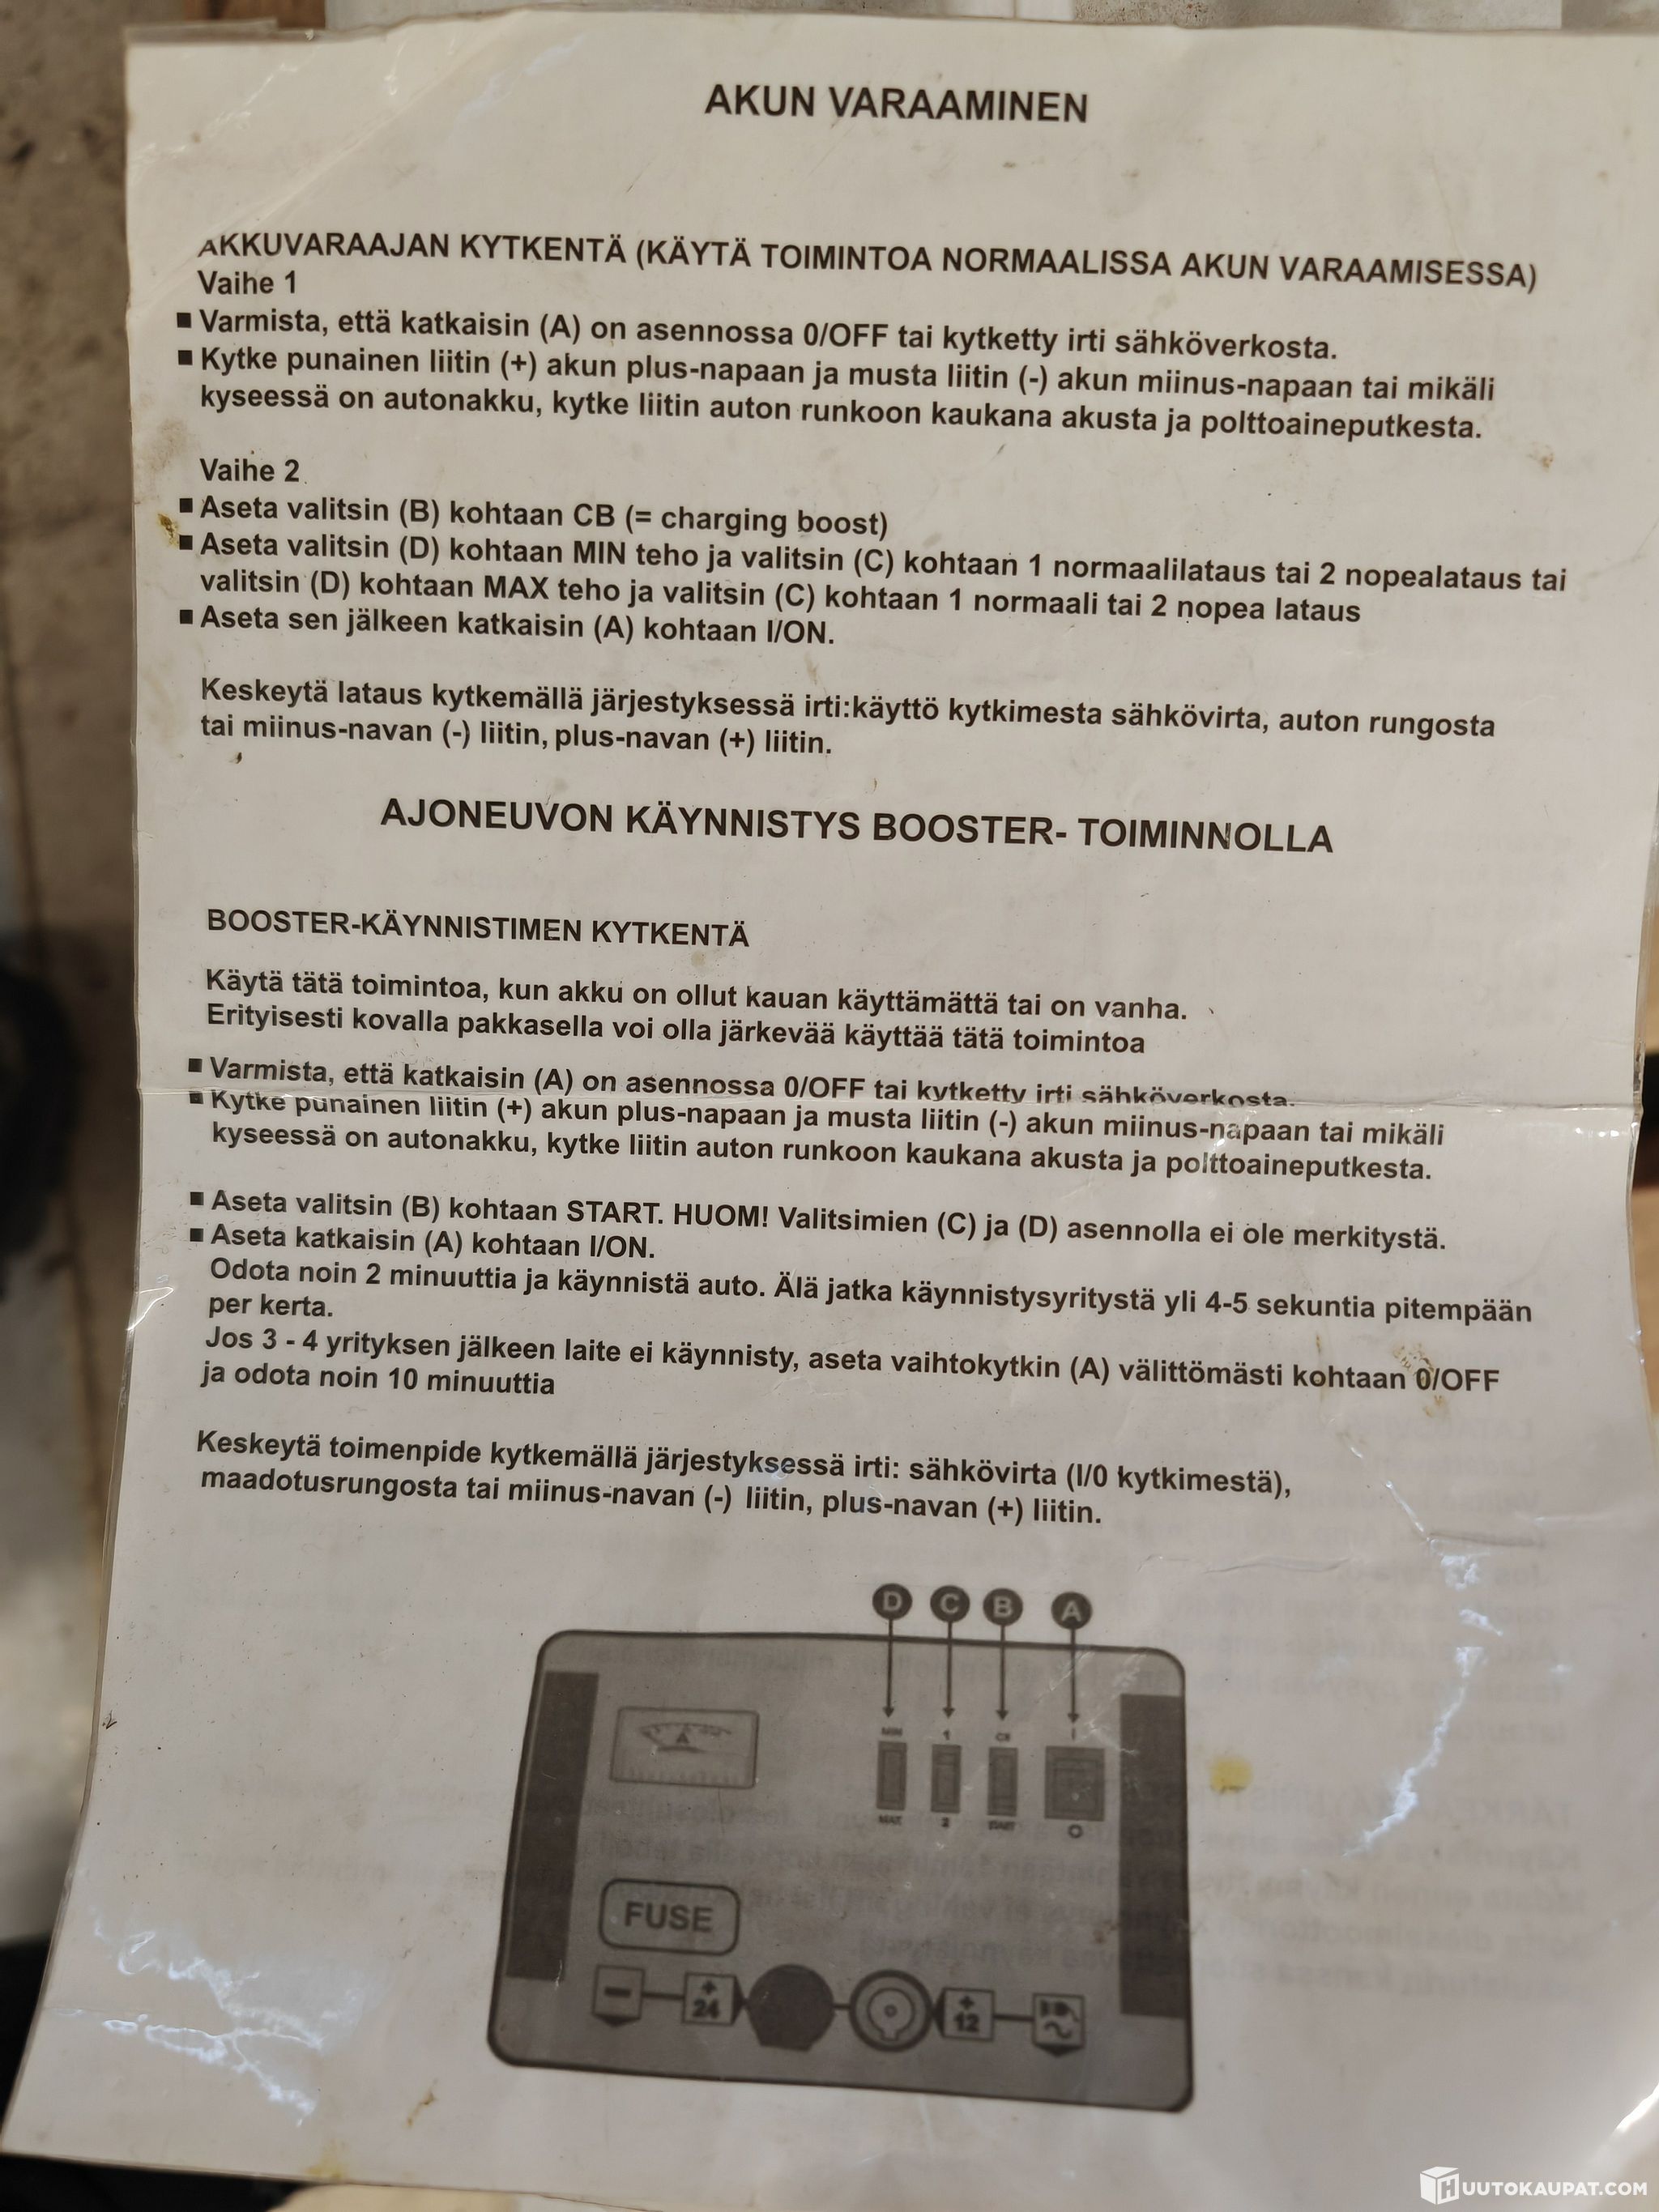 AKUN VARAAMINEN
AKKUVARAAJAN KYTKENTÄ (KÄYTÄ TOIMINTOA NORMAALISSA AKUN VARAAMISESSA)
Vaihe 1
■ Varmista, että katkaisin (A) on asennossa 0/OFF tai kytketty irti sähköverkosta.
■ Kytke punainen liitin (+) akun plus-napaan ja musta liitin (-) akun miinus-napaan tai mikäli
kyseessä on autonakku, kytke liitin auton runkoon kaukana akusta ja polttoaineputkesta.
Vaihe 2
■ Aseta valitsin (B) kohtaan CB (= charging boost)
■ Aseta valitsin (D) kohtaan MIN teho ja valitsin (C) kohtaan 1 normaalilataus tai 2 nopealataus tai
valitsin (D) kohtaan MAX teho ja valitsin (C) kohtaan 1 normaali tai 2 nopea lataus
■ Aseta sen jälkeen katkaisin (A) kohtaan I/ON.
Keskeytä lataus kytkemällä järjestyksessä irti:käyttö kytkimesta sähkövirta, auton rungosta
tai miinus-navan (-) liitin, plus-navan (+) liitin.
AJONEUVON KÄYNNISTYS BOOSTER- TOIMINNOLLA
BOOSTER-KÄYNNISTIMEN KYTKENTÄ
Käytä tätä toimintoa, kun akku on ollut kauan käyttämättä tai on vanha.
Erityisesti kovalla pakkasella voi olla järkevää käyttää tätä toimintoa
■ Varmista, että katkaisin (A) on asennossa 0/OFF tai kytketty irti sähköverkosta.
■ Kytke punainen liitin (+) akun plus-napaan ja musta liitin (-) akun miinus-napaan tai mikäli
kyseessä on autonakku, kytke liitin auton runkoon kaukana akusta ja polttoaineputkesta.
■ Aseta valitsin (B) kohtaan START. HUOM! Valitsimien (C) ja (D) asennolla ei ole merkitystä.
■ Aseta katkaisin (A) kohtaan I/ON.
Odota noin 2 minuuttia ja käynnistä auto. Älä jatka käynnistysyritystä yli 4-5 sekuntia pitempään
per kerta.
Jos 3 - 4 yrityksen jälkeen laite ei käynnisty, aseta vaihtokytkin (A) välittömästi kohtaan 0/OFF
ja odota noin 10 minuuttia
Keskeytä toimenpide kytkemällä järjestyksessä irti: sähkövirta (I/0 kytkimestä),
maadotusrungosta tai miinus-navan (-) liitin, plus-navan (+) liitin.
D C B A
MIN 1 CB I
A
MAX 2 START O
FUSE
− + 24 + 12
HUUTOKAUPAT.COM